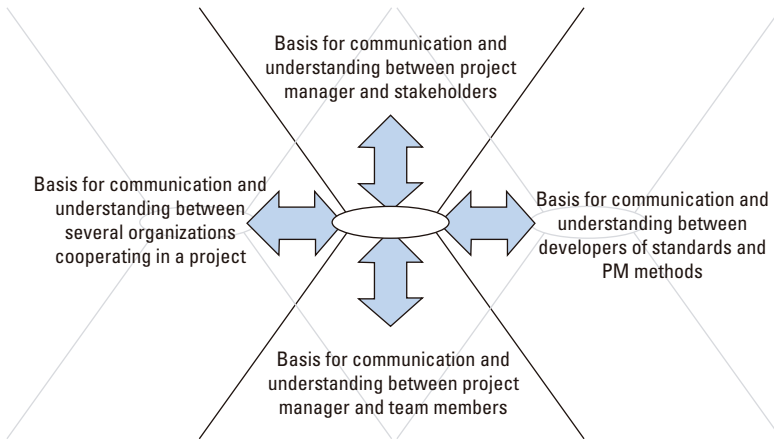 Basis for communication and
understanding between project
manager and stakeholders
Basis for communication and
understanding between
several organizations
cooperating in a project
Basis for communication and
understanding between
developers of standards and
PM methods
Basis for communication and
understanding between project
manager and team members